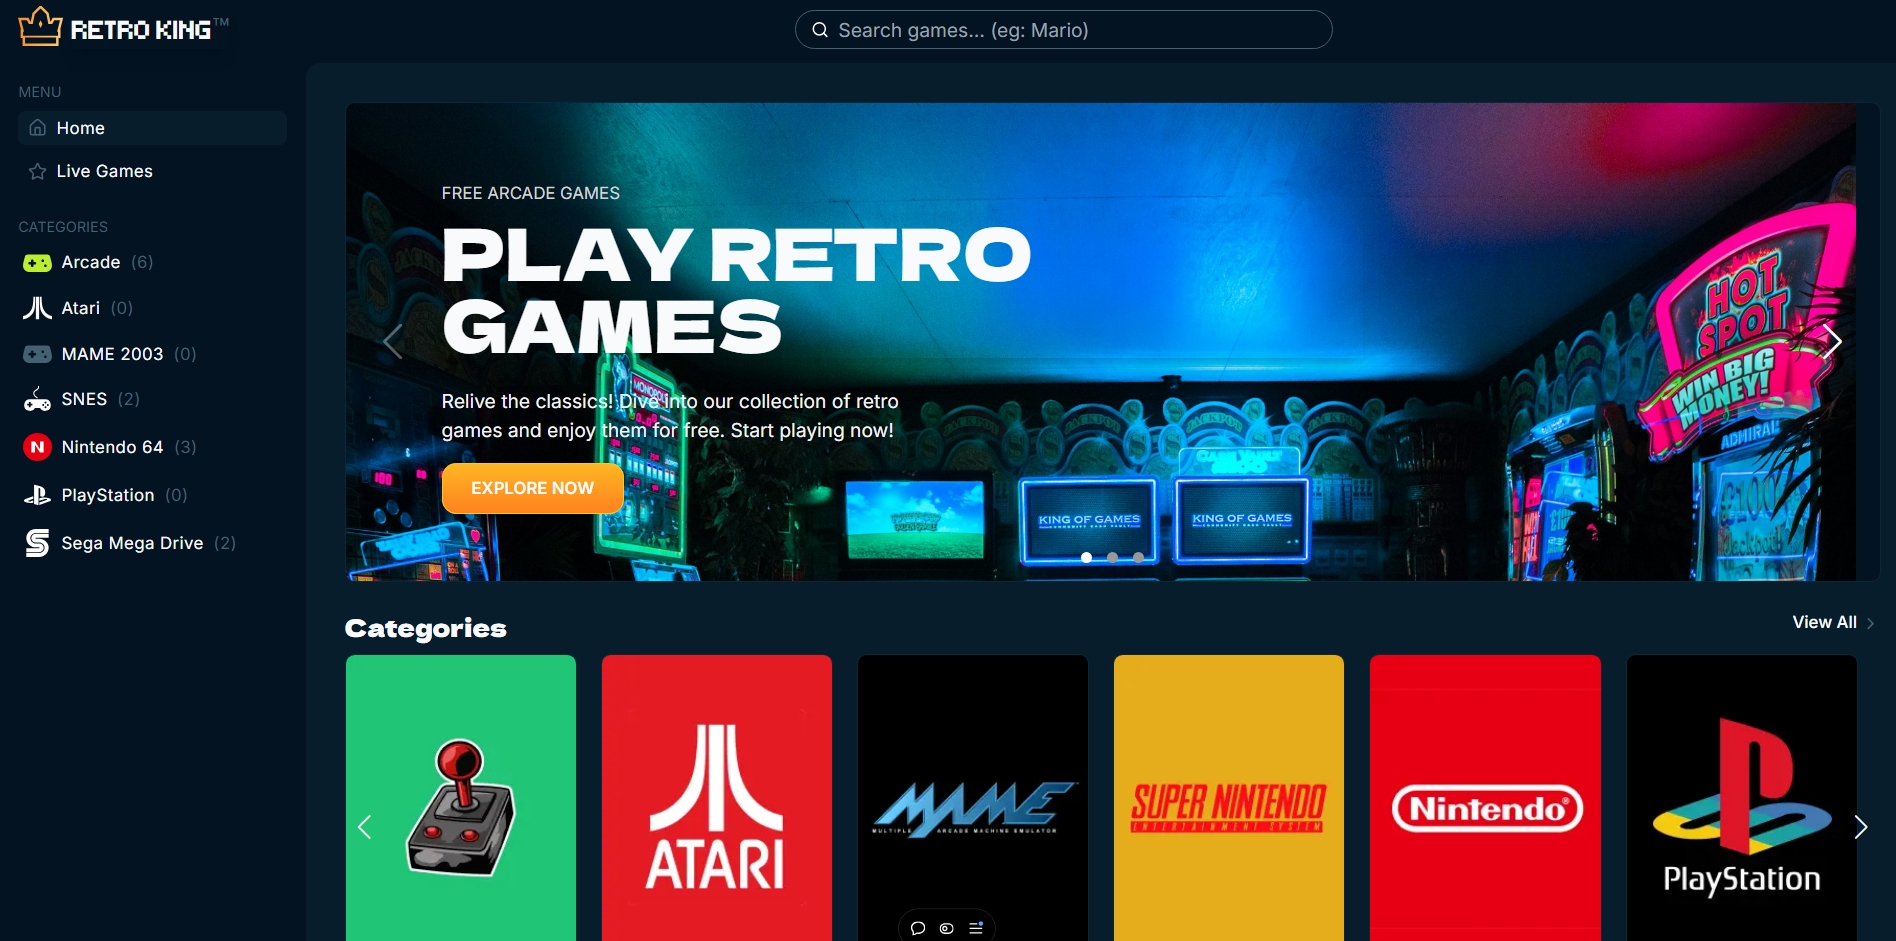 RETRO KING™
Search games... (eg: Mario)
MENU
Home
Live Games
CATEGORIES
Arcade (6)
Atari (0)
MAME 2003 (0)
SNES (2)
Nintendo 64 (3)
PlayStation (0)
Sega Mega Drive (2)
FREE ARCADE GAMES
PLAY RETRO
GAMES
Relive the classics! Dive into our collection of retro
games and enjoy them for free. Start playing now!
EXPLORE NOW
MONOPOLY
JACKPOT
JACKPOT
JACKPOT
KING OF GAMES
KING OF GAMES
HOT
SPOT
WIN BIG
MONEY!
ADMIRAL
Categories
View All
ATARI
MAME
MULTIPLE ARCADE MACHINE EMULATOR
SUPER NINTENDO
ENTERTAINMENT SYSTEM
Nintendo®
PlayStation